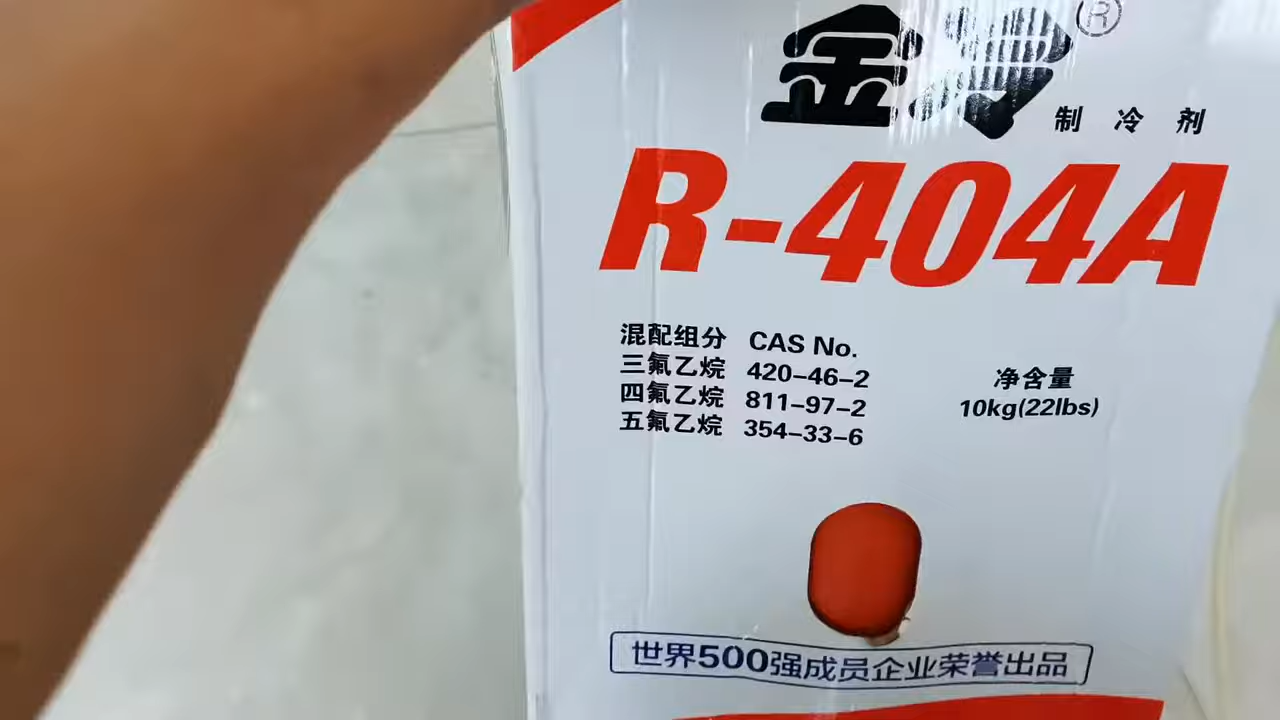 金冷®
制冷剂
R-404A
混配组分 CAS No.
三氟乙烷 420-46-2
四氟乙烷 811-97-2
五氟乙烷 354-33-6
净含量
10kg(22lbs)
世界500强成员企业荣誉出品